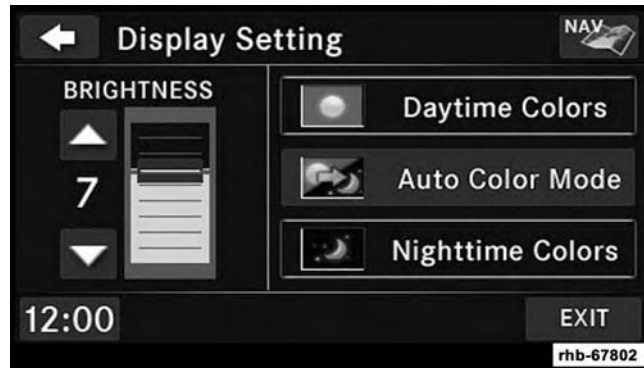 Display Setting
NAV
BRIGHTNESS
7
Daytime Colors
Auto Color Mode
Nighttime Colors
12:00
EXIT
rhb-67802